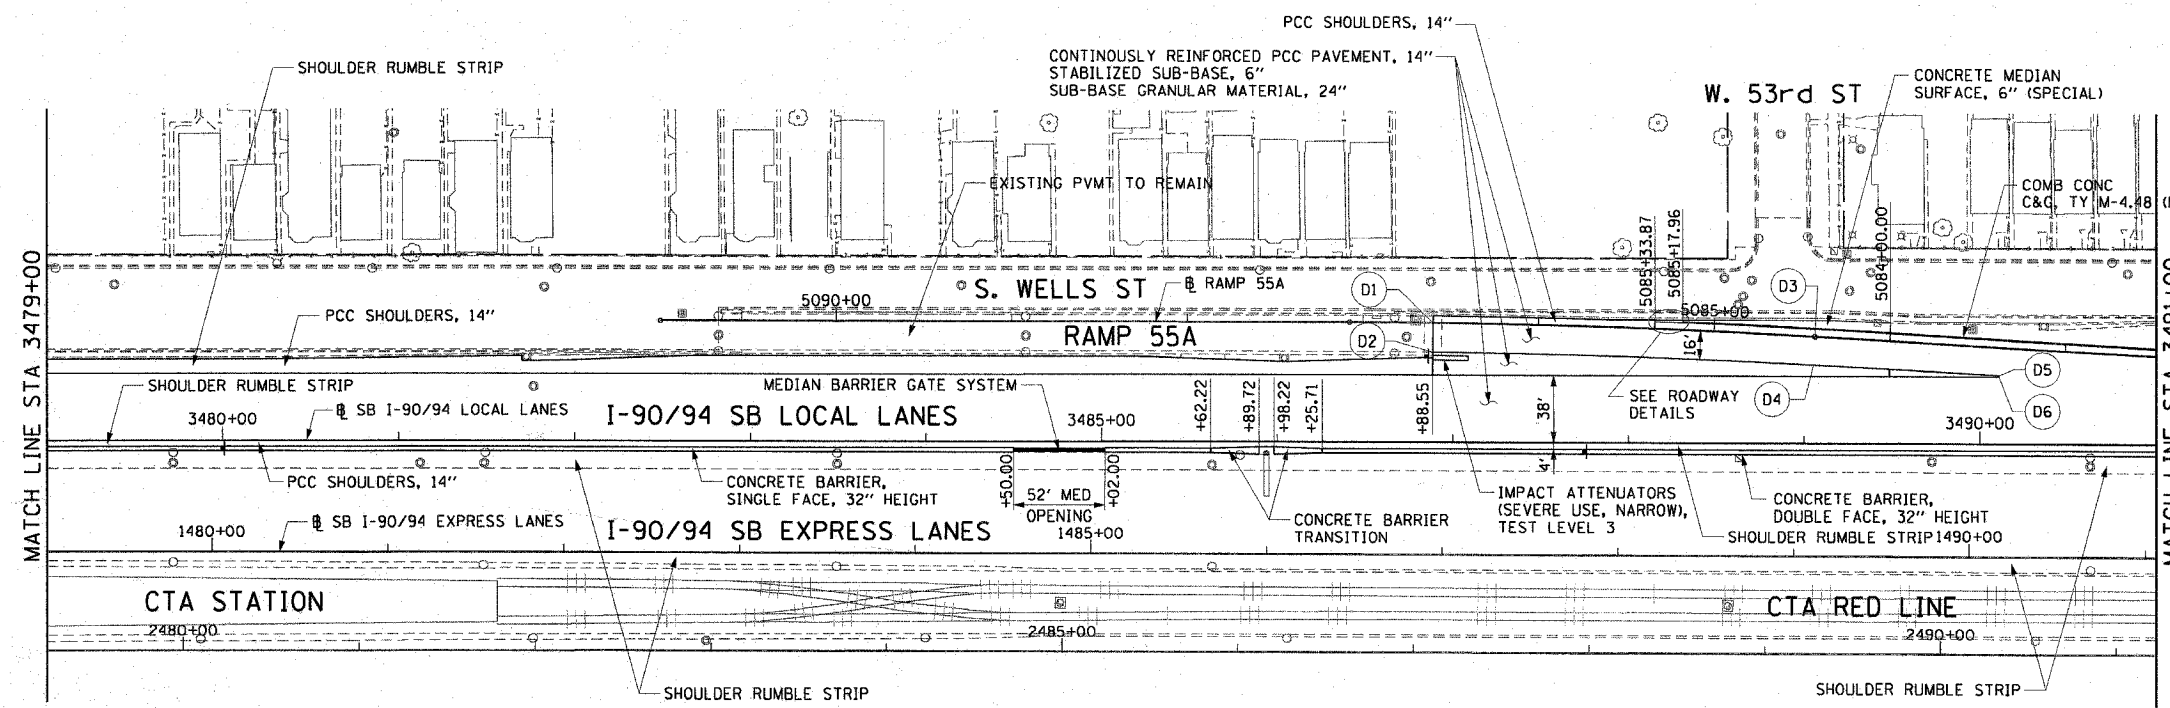 PCC SHOULDERS, 14"
CONTINOUSLY REINFORCED PCC PAVEMENT, 14"
STABILIZED SUB-BASE, 6"
SUB-BASE GRANULAR MATERIAL, 24"
SHOULDER RUMBLE STRIP
W. 53rd ST
CONCRETE MEDIAN
SURFACE, 6" (SPECIAL)
EXISTING PVMT TO REMAIN
COMB CONC
C&G, TY M-4.48
5085+33.87
5085+17.96
5084+00.00
MATCH LINE STA 3479+00
S. WELLS ST
℄ RAMP 55A
D1
D3
5090+00
5085+00
PCC SHOULDERS, 14"
RAMP 55A
D2
16'
D5
SHOULDER RUMBLE STRIP
MEDIAN BARRIER GATE SYSTEM
SEE ROADWAY
DETAILS
D4
D6
3480+00
SB I-90/94 LOCAL LANES
I-90/94 SB LOCAL LANES
3485+00
+62.22
+89.72
+98.22
+25.71
+88.55
38'
3490+00
PCC SHOULDERS, 14"
CONCRETE BARRIER,
SINGLE FACE, 32" HEIGHT
+50.00
52' MED
OPENING
+02.00
4'
IMPACT ATTENUATORS
(SEVERE USE, NARROW),
TEST LEVEL 3
CONCRETE BARRIER,
DOUBLE FACE, 32" HEIGHT
1480+00
SB I-90/94 EXPRESS LANES
I-90/94 SB EXPRESS LANES
1485+00
CONCRETE BARRIER
TRANSITION
SHOULDER RUMBLE STRIP
1490+00
CTA STATION
CTA RED LINE
2480+00
2485+00
2490+00
SHOULDER RUMBLE STRIP
SHOULDER RUMBLE STRIP